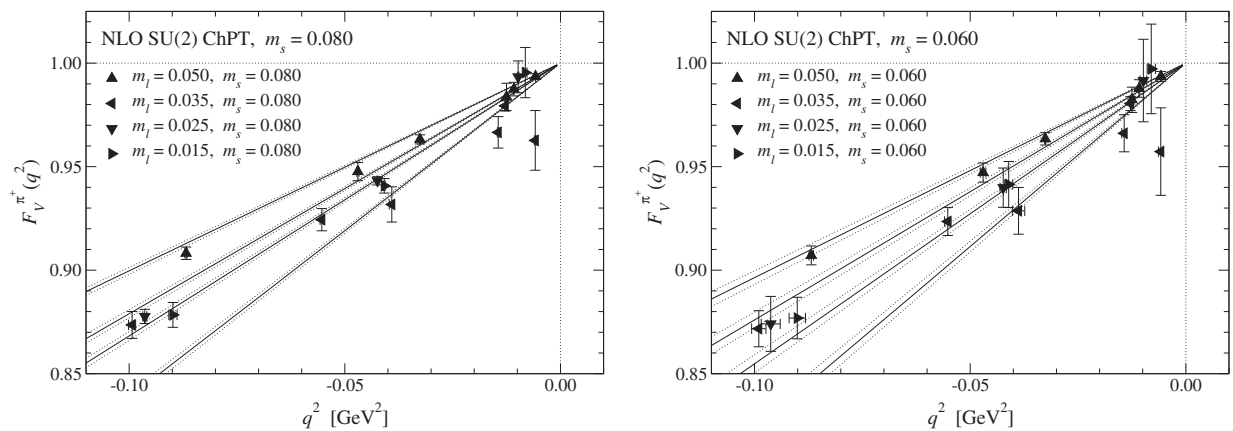 NLO SU(2) ChPT, m_s = 0.080
m_l = 0.050, m_s = 0.080
m_l = 0.035, m_s = 0.080
m_l = 0.025, m_s = 0.080
m_l = 0.015, m_s = 0.080
1.00
0.95
0.90
0.85
F_V^{π^+}(q^2)
-0.10 -0.05 0.00
q^2 [GeV^2]
NLO SU(2) ChPT, m_s = 0.060
m_l = 0.050, m_s = 0.060
m_l = 0.035, m_s = 0.060
m_l = 0.025, m_s = 0.060
m_l = 0.015, m_s = 0.060
1.00
0.95
0.90
0.85
F_V^{π^+}(q^2)
-0.10 -0.05 0.00
q^2 [GeV^2]